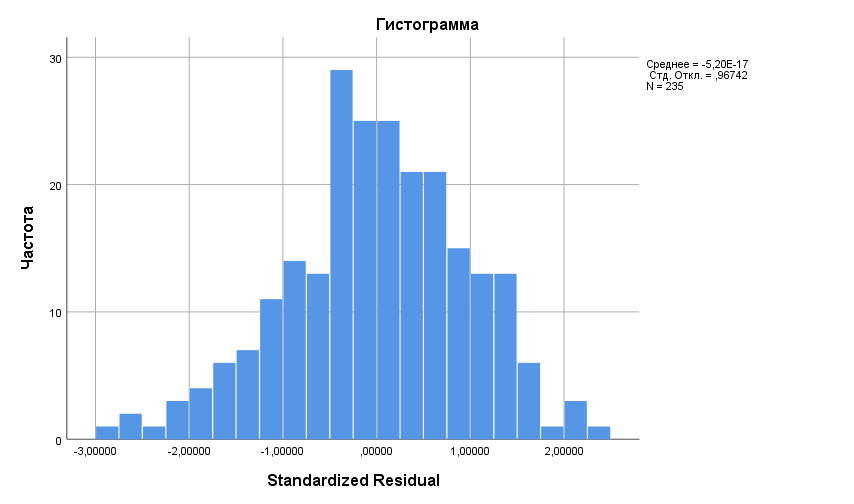 Гистограмма
Среднее = -5,20E-17
Стд. Откл. = ,96742
N = 235
Частота
30
20
10
0
-3,00000 -2,00000 -1,00000 ,00000 1,00000 2,00000
Standardized Residual